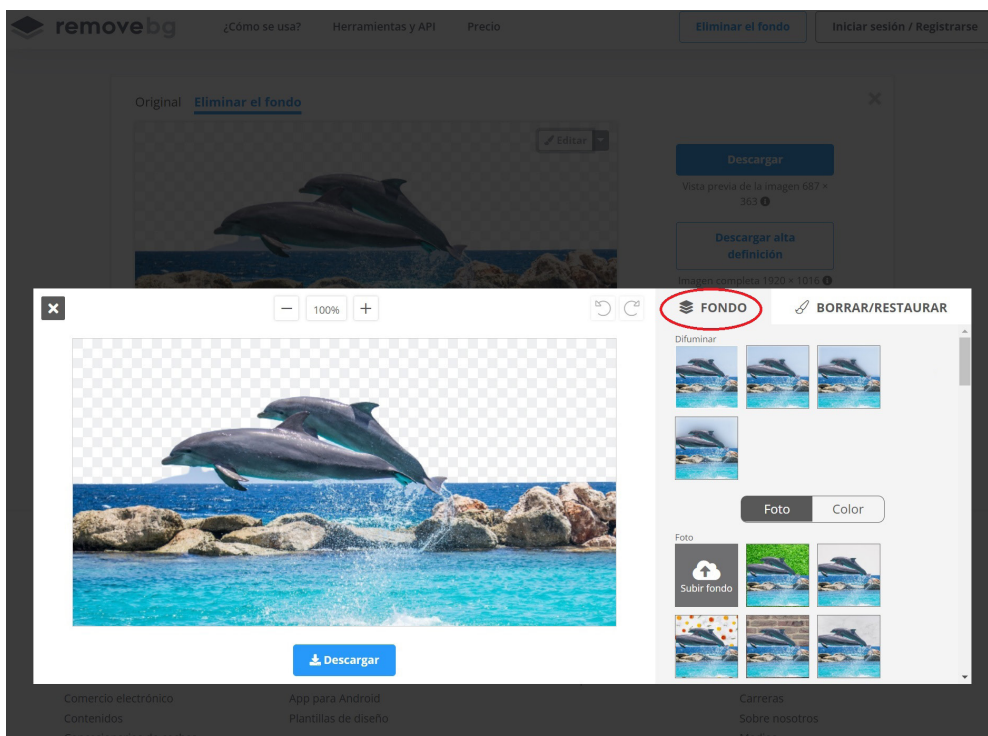 removebg
¿Cómo se usa?
Herramientas y API
Precio
Eliminar el fondo
Iniciar sesión / Registrarse
Original
Eliminar el fondo
Editar
Descargar
Vista previa de la imagen 687 ×
363
Descargar alta
definición
Imagen completa 1920 × 1016
100%
FONDO
BORRAR/RESTAURAR
Difuminar
Foto
Color
Foto
Subir fondo
Descargar
Comercio electrónico
App para Android
Carreras
Contenidos
Plantillas de diseño
Sobre nosotros